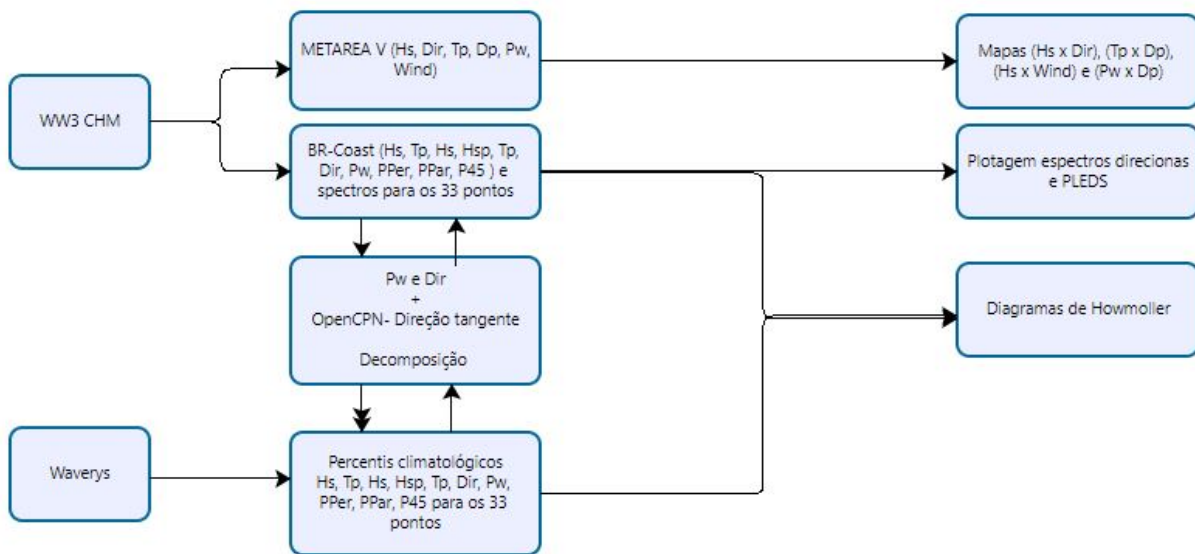 METAREA V (Hs, Dir, Tp, Dp, Pw,
Wind)
Mapas (Hs x Dir), (Tp x Dp),
(Hs x Wind) e (Pw x Dp)
WW3 CHM
BR-Coast (Hs, Tp, Hs, Hsp, Tp,
Dir, Pw, PPer, PPar, P45 ) e
spectros para os 33 pontos
Plotagem espectros direcionas
e PLEDS
Pw e Dir
+
OpenCPN- Direção tangente
Decomposição
Diagramas de Howmoller
Waverys
Percentis climatológicos
Hs, Tp, Hs, Hsp, Tp, Dir, Pw,
PPer, PPar, P45 para os 33
pontos